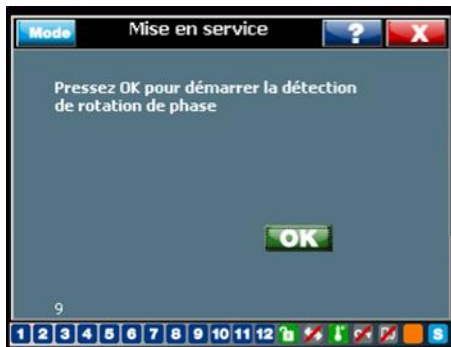 Mode Mise en service ? X
Pressez OK pour démarrer la détection
de rotation de phase
OK
9
1 2 3 4 5 6 7 8 9 10 11 12 S